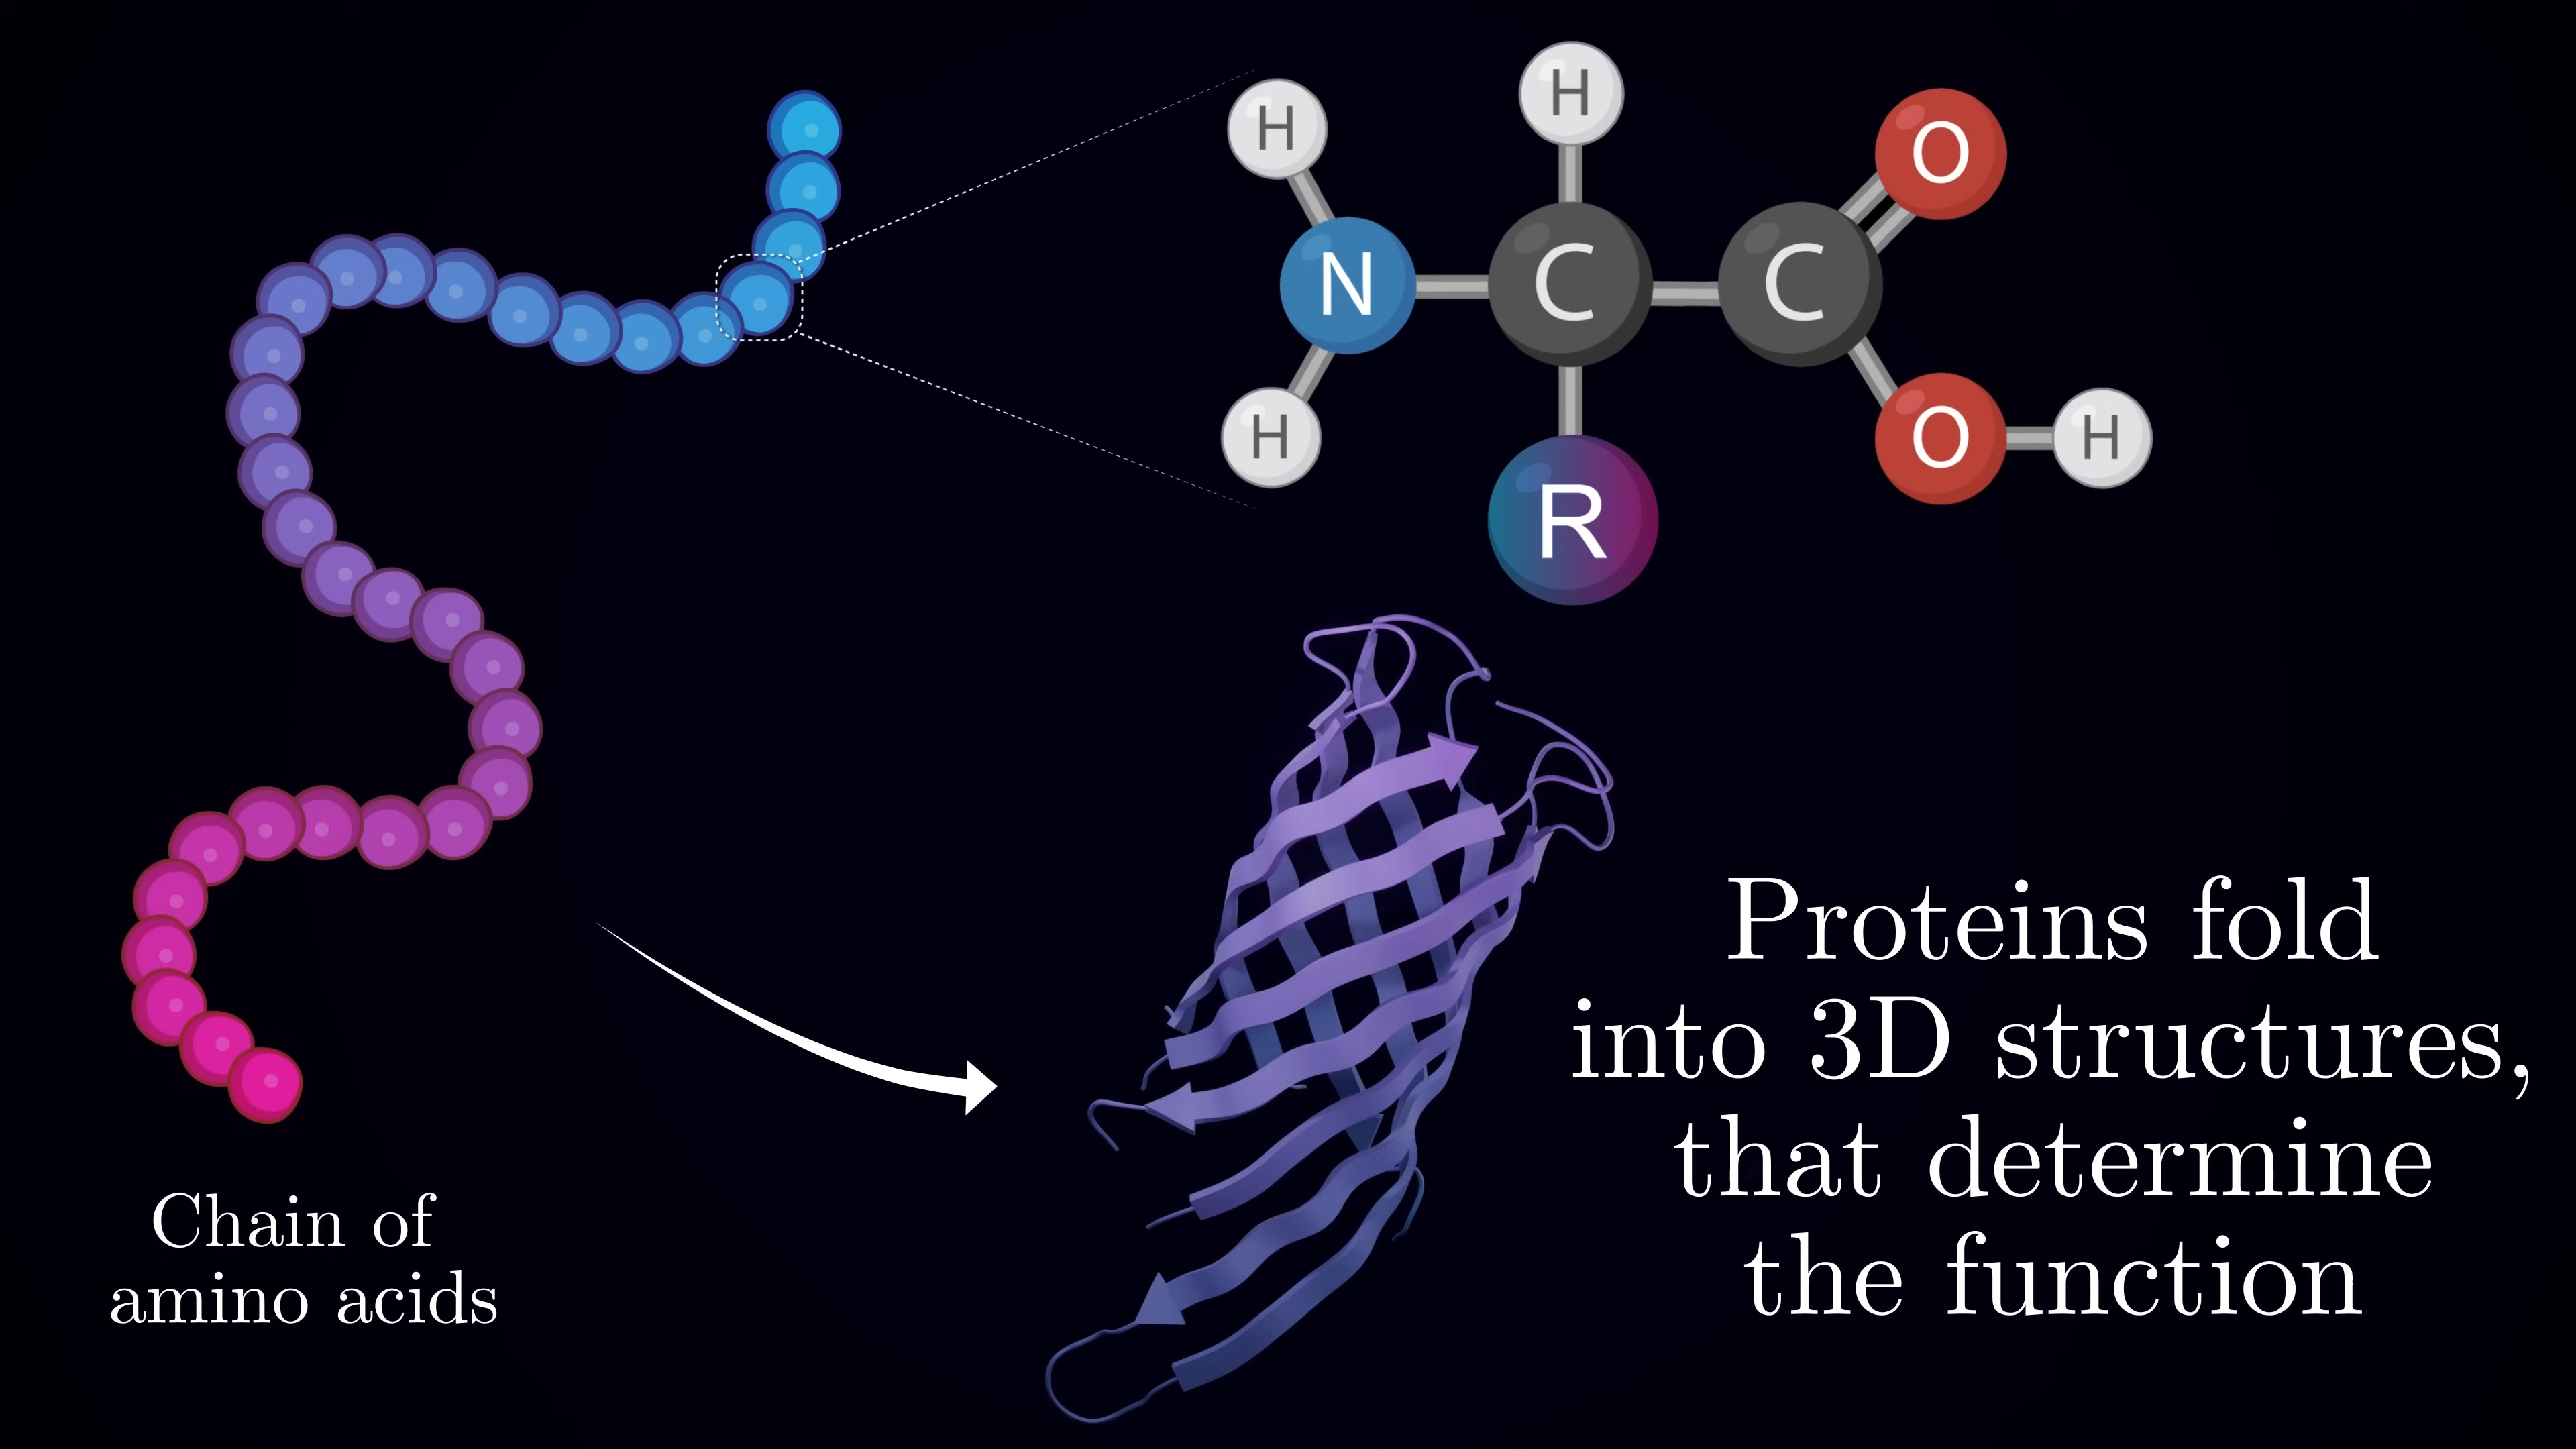 H
H
O
N
C
C
H
O
H
R
Proteins fold
into 3D structures,
that determine
the function
Chain of
amino acids